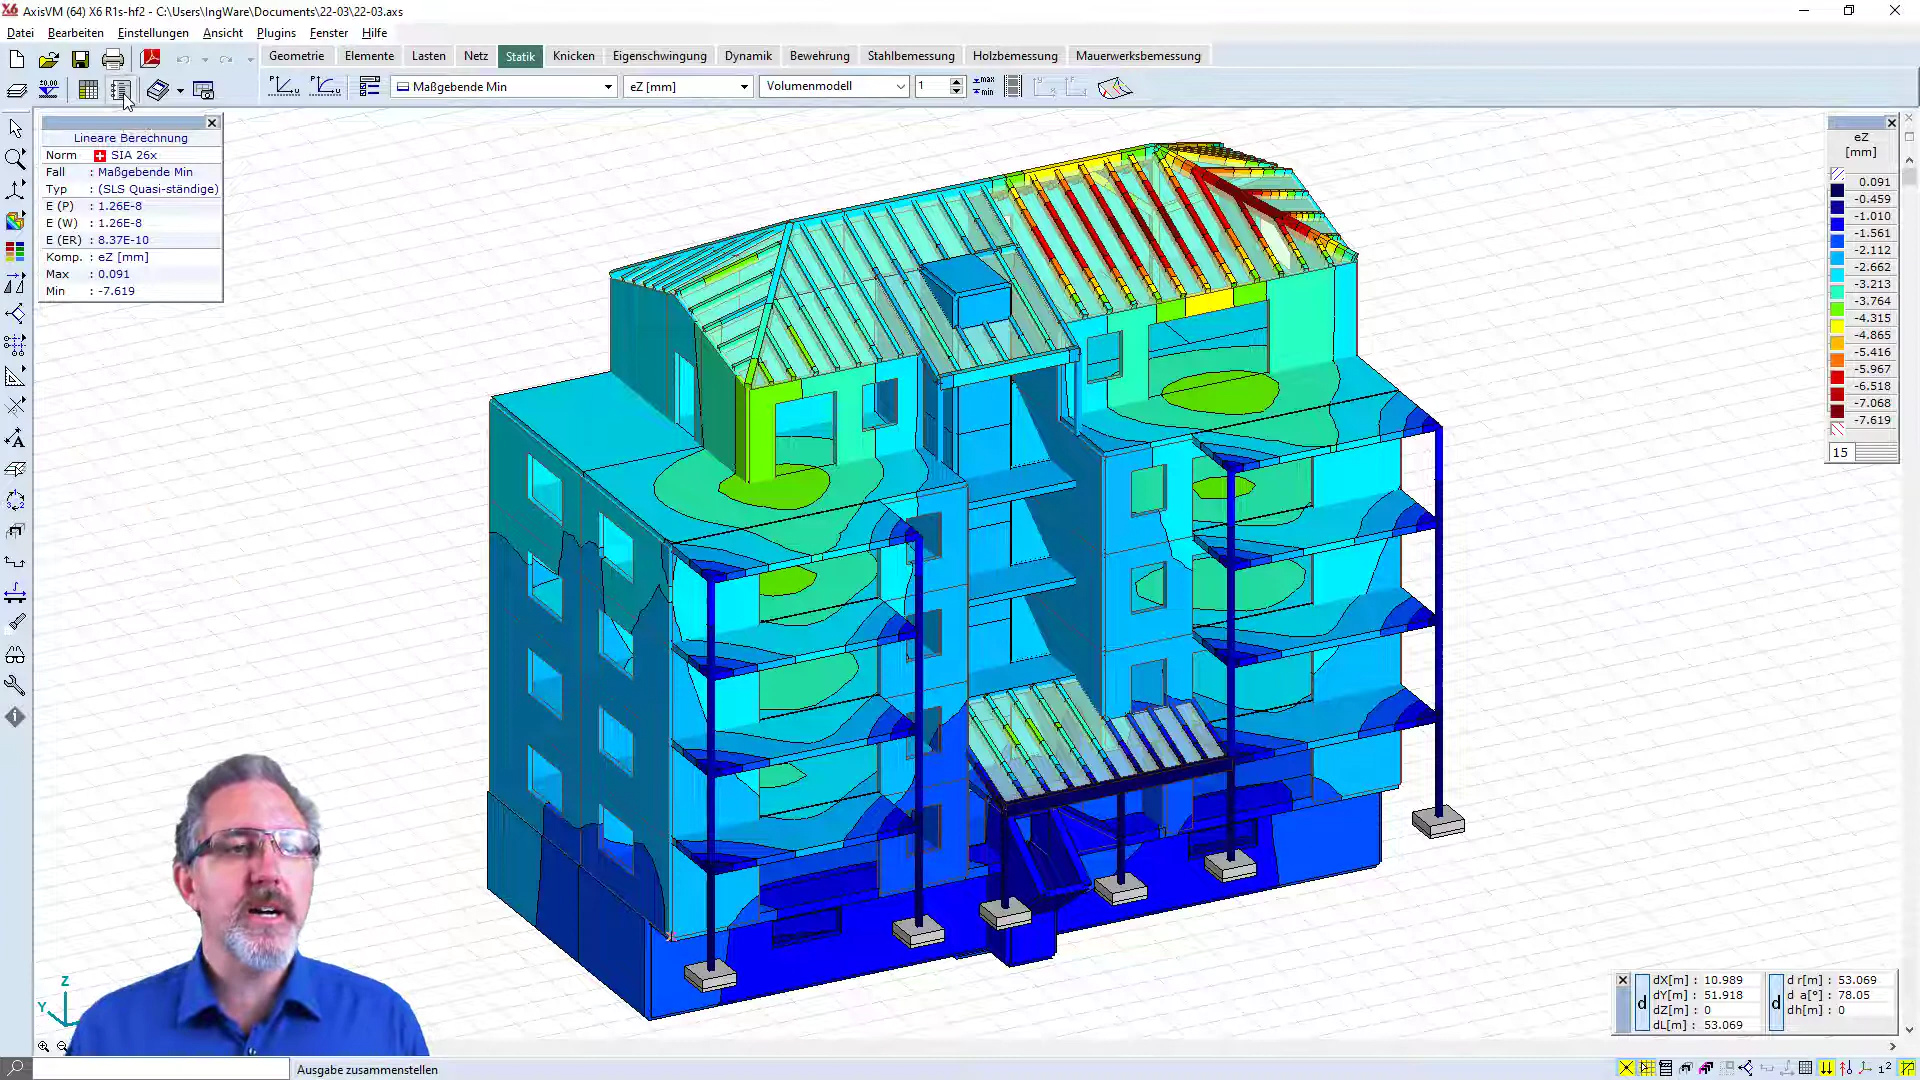 AxisVM (64) X6 R1s-hf2 - C:\Users\IngWare\Documents\22-03\22-03.axs
Datei Bearbeiten Einstellungen Ansicht Plugins Fenster Hilfe
Geometrie Elemente Lasten Netz Statik Knicken Eigenschwingung Dynamik Bewehrung Stahlbemessung Holzbemessung Mauerwerksbemessung
Maßgebende Min eZ [mm] Volumenmodell 1 max min
Lineare Berechnung
Norm SIA 26x
Fall : Maßgebende Min
Typ : (SLS Quasi-ständige)
E (P) : 1.26E-8
E (W) : 1.26E-8
E (ER) : 8.37E-10
Komp. : eZ [mm]
Max : 0.091
Min : -7.619
eZ
[mm]
0.091
-0.459
-1.010
-1.561
-2.112
-2.662
-3.213
-3.764
-4.315
-4.865
-5.416
-5.967
-6.518
-7.068
-7.619
15
Z
Y
d
dX[m] : 10.989
dY[m] : 51.918
dZ[m] : 0
dL[m] : 53.069
d
d r[m] : 53.069
d a[°] : 78.05
dh[m] : 0
Ausgabe zusammenstellen